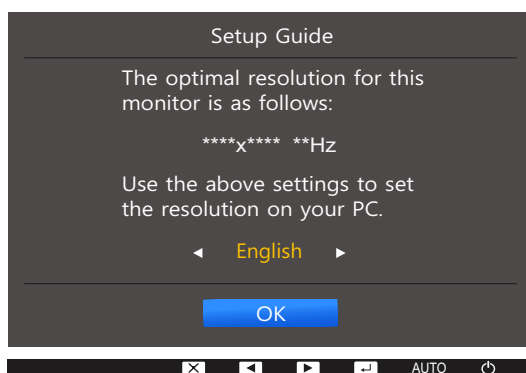 Setup Guide
The optimal resolution for this
monitor is as follows:
****x**** **Hz
Use the above settings to set
the resolution on your PC.
English
OK
AUTO